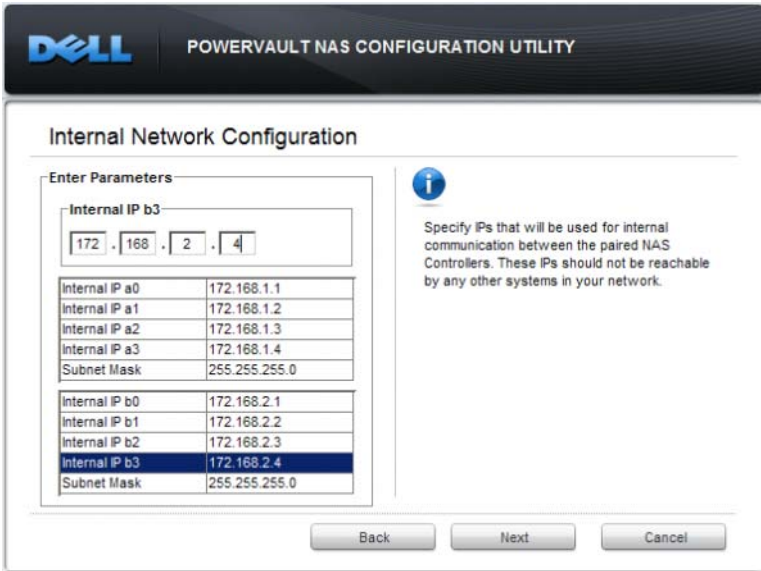 DELL
POWERVAULT NAS CONFIGURATION UTILITY
Internal Network Configuration
Enter Parameters
Internal IP b3
172 . 168 . 2 . 4
Internal IP a0 172.168.1.1
Internal IP a1 172.168.1.2
Internal IP a2 172.168.1.3
Internal IP a3 172.168.1.4
Subnet Mask 255.255.255.0
Internal IP b0 172.168.2.1
Internal IP b1 172.168.2.2
Internal IP b2 172.168.2.3
Internal IP b3 172.168.2.4
Subnet Mask 255.255.255.0
i
Specify IPs that will be used for internal
communication between the paired NAS
Controllers. These IPs should not be reachable
by any other systems in your network.
Back Next Cancel